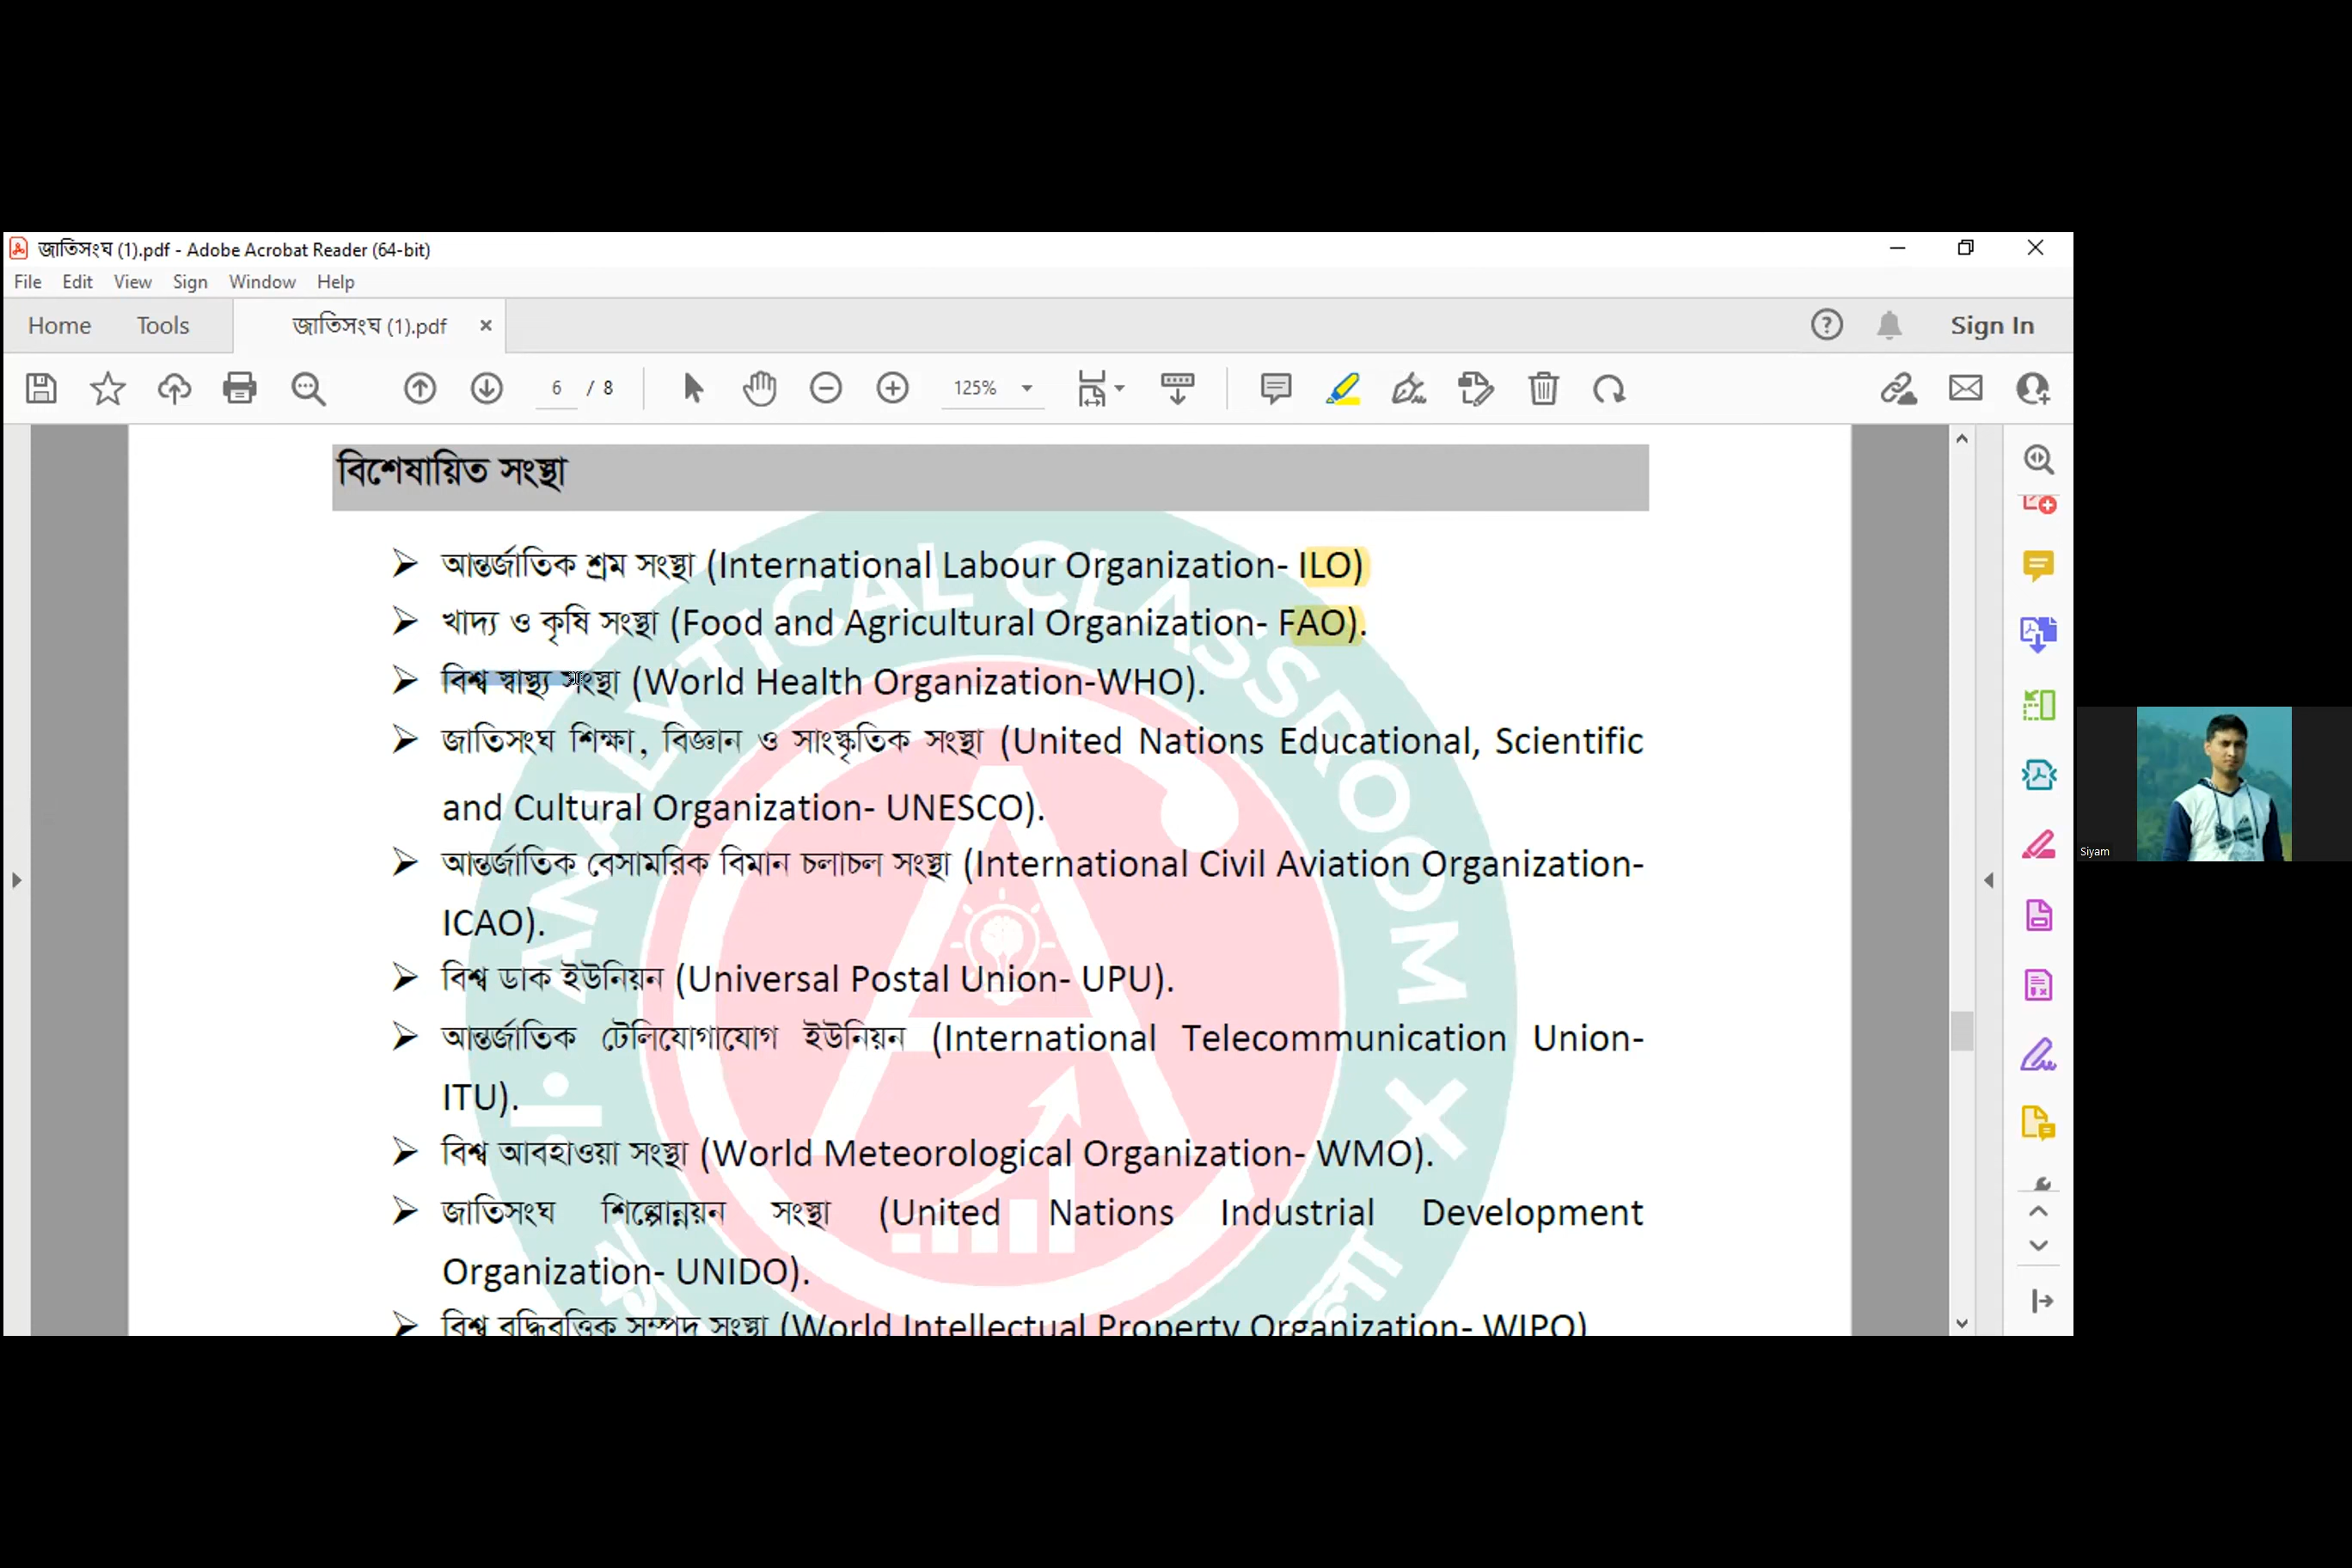 জাতিসংঘ (1).pdf - Adobe Acrobat Reader (64-bit)
File Edit View Sign Window Help
Home Tools জাতিসংঘ (1).pdf × Sign In
6 / 8 125%
বিশেষায়িত সংস্থা
➢ আন্তর্জাতিক শ্রম সংস্থা (International Labour Organization- ILO)
➢ খাদ্য ও কৃষি সংস্থা (Food and Agricultural Organization- FAO).
➢ বিশ্ব স্বাস্থ্য সংস্থা (World Health Organization-WHO).
➢ জাতিসংঘ শিক্ষা, বিজ্ঞান ও সাংস্কৃতিক সংস্থা (United Nations Educational, Scientific
and Cultural Organization- UNESCO).
➢ আন্তর্জাতিক বেসামরিক বিমান চলাচল সংস্থা (International Civil Aviation Organization-
ICAO).
➢ বিশ্ব ডাক ইউনিয়ন (Universal Postal Union- UPU).
➢ আন্তর্জাতিক টেলিযোগাযোগ ইউনিয়ন (International Telecommunication Union-
ITU).
➢ বিশ্ব আবহাওয়া সংস্থা (World Meteorological Organization- WMO).
➢ জাতিসংঘ শিল্পোন্নয়ন সংস্থা (United Nations Industrial Development
Organization- UNIDO).
➢ বিশ্ব বুদ্ধিবৃত্তিক সম্পদ সংস্থা (World Intellectual Property Organization- WIPO)
ANALYTICAL CLASSROOM
Siyam